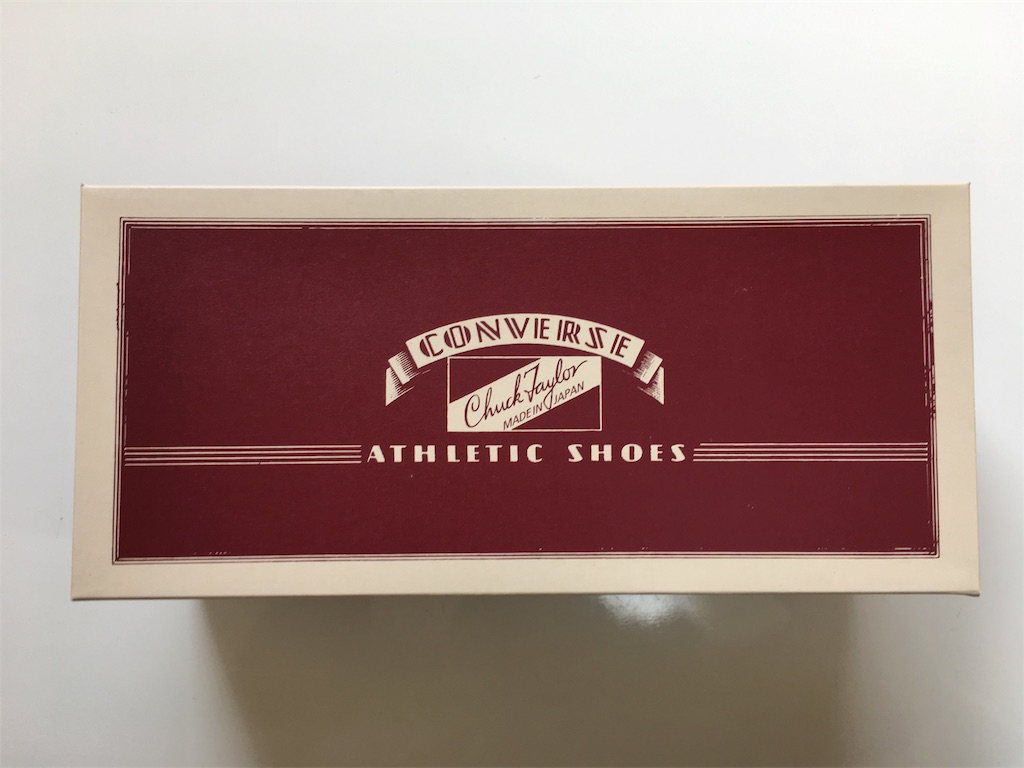 CONVERSE
Chuck Taylor
MADE IN JAPAN
ATHLETIC SHOES